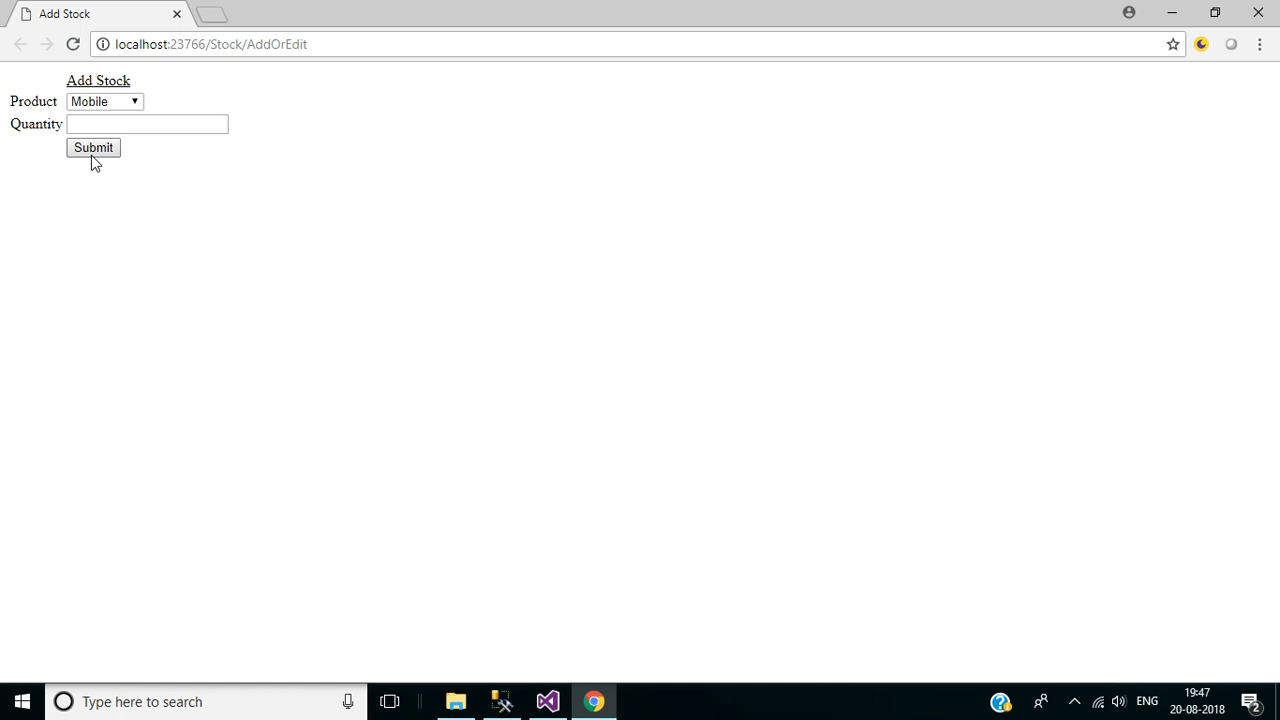 Add Stock
localhost:23766/Stock/AddOrEdit
Add Stock
Product Mobile
Quantity
Submit
Type here to search
ENG
19:47
20-08-2018
2